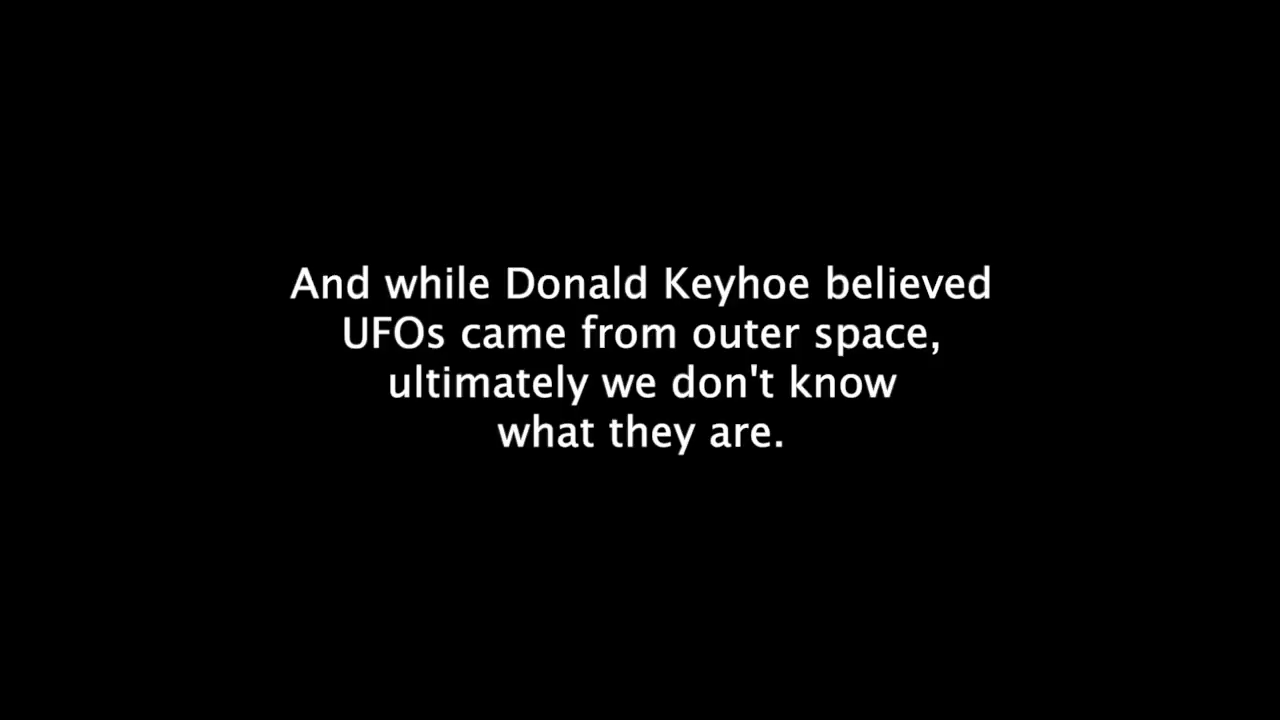 And while Donald Keyhoe believed
UFOs came from outer space,
ultimately we don't know
what they are.